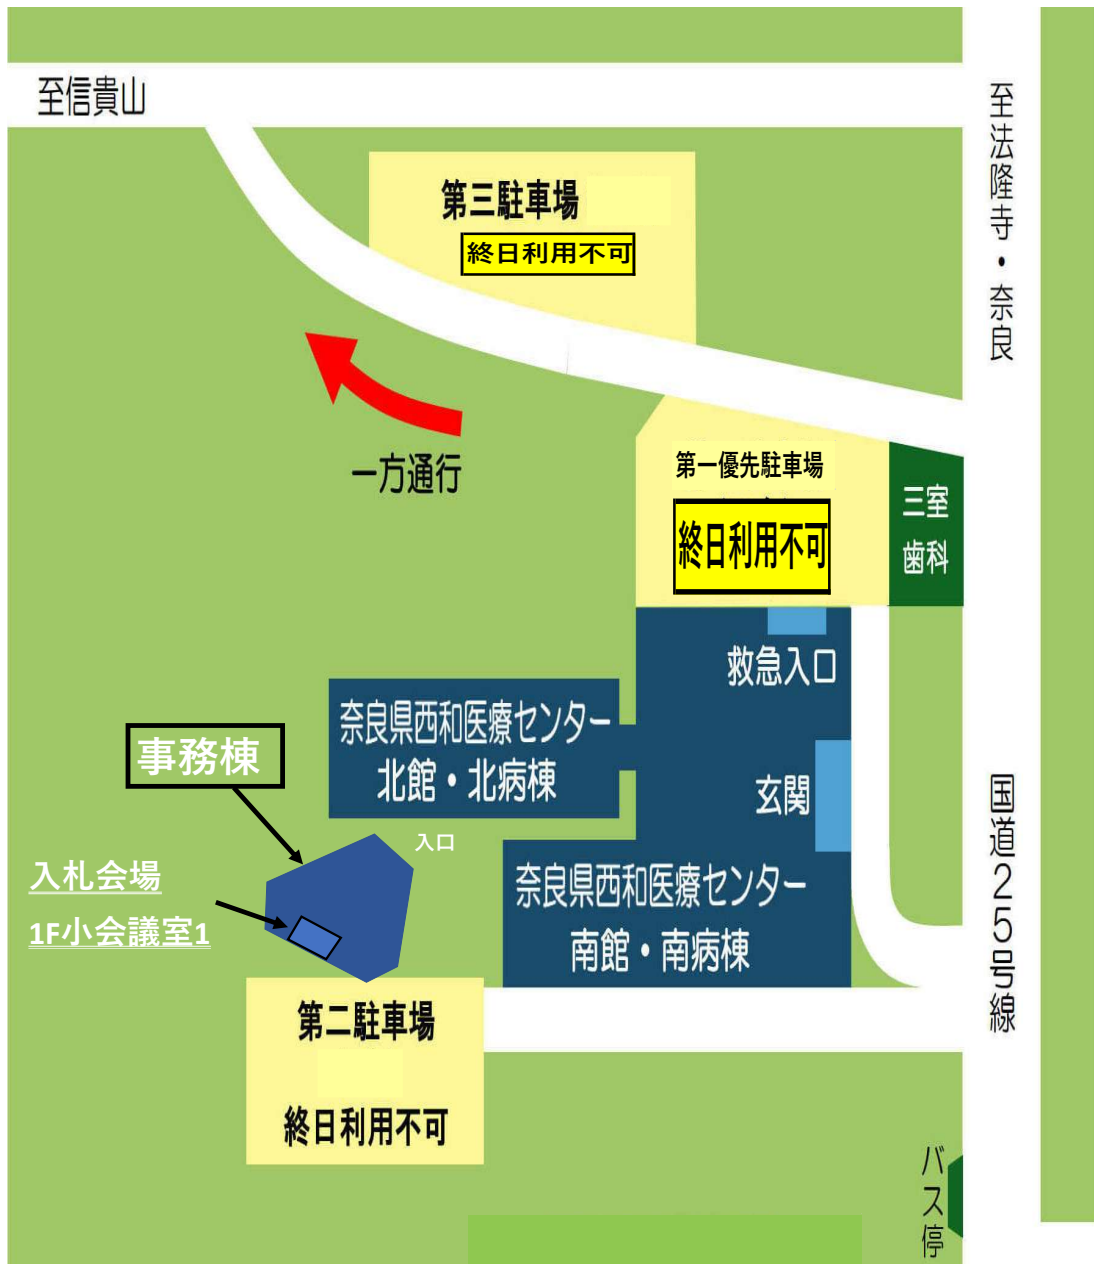 至信貴山
至法隆寺・奈良
第三駐車場
終日利用不可
一方通行
第一優先駐車場
終日利用不可
三室
歯科
救急入口
奈良県西和医療センター
北館・北病棟
事務棟
玄関
国道25号線
入口
入札会場
1F小会議室1
奈良県西和医療センター
南館・南病棟
第二駐車場
終日利用不可
バス停